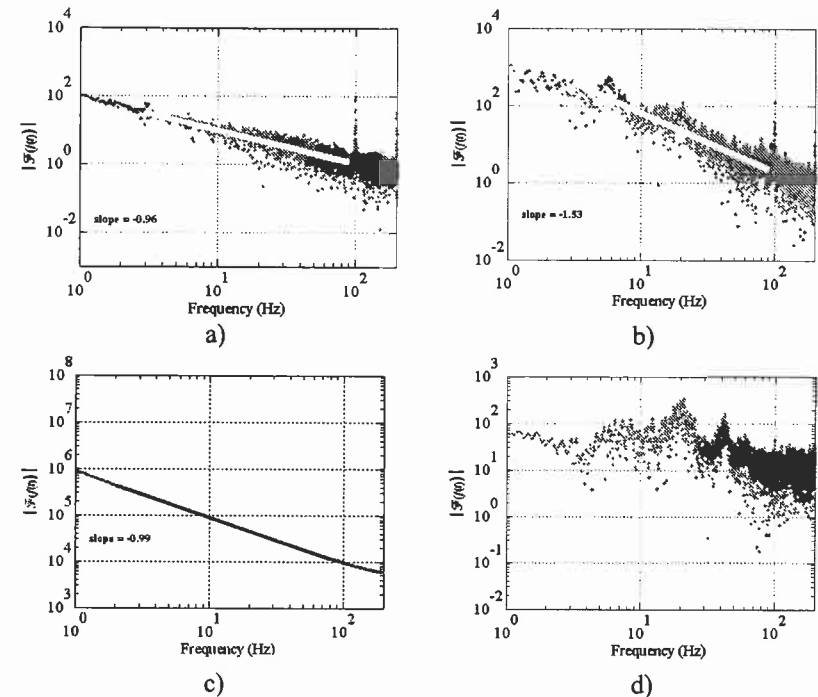 10^4
10^2
10^0
10^-2
|ℱ(f(t))|
slope = -0.96
10^0 10^1 10^2
Frequency (Hz)
a)
10^4
10^2
10^0
10^-2
|ℱ(f(t))|
slope = -1.53
10^0 10^1 10^2
Frequency (Hz)
b)
10^8
10^7
10^6
10^5
10^4
10^3
|ℱ(f(t))|
slope = -0.99
10^0 10^1 10^2
Frequency (Hz)
c)
10^3
10^2
10^1
10^0
10^-1
10^-2
|ℱ(f(t))|
10^0 10^1 10^2
Frequency (Hz)
d)